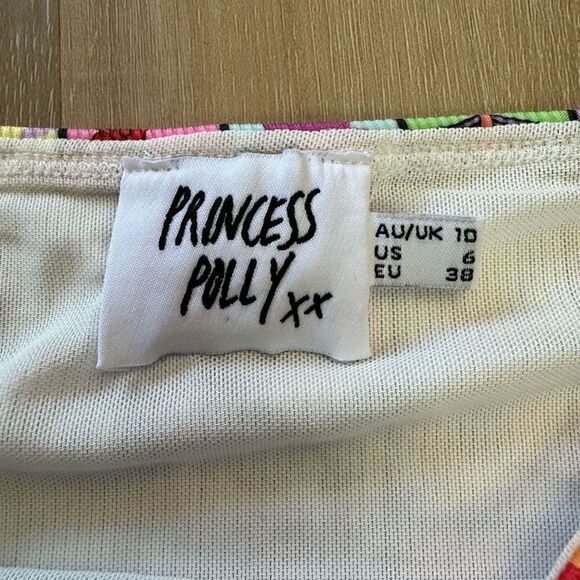 PRINCESS
POLLY xx
AU/UK 10
US 6
EU 38